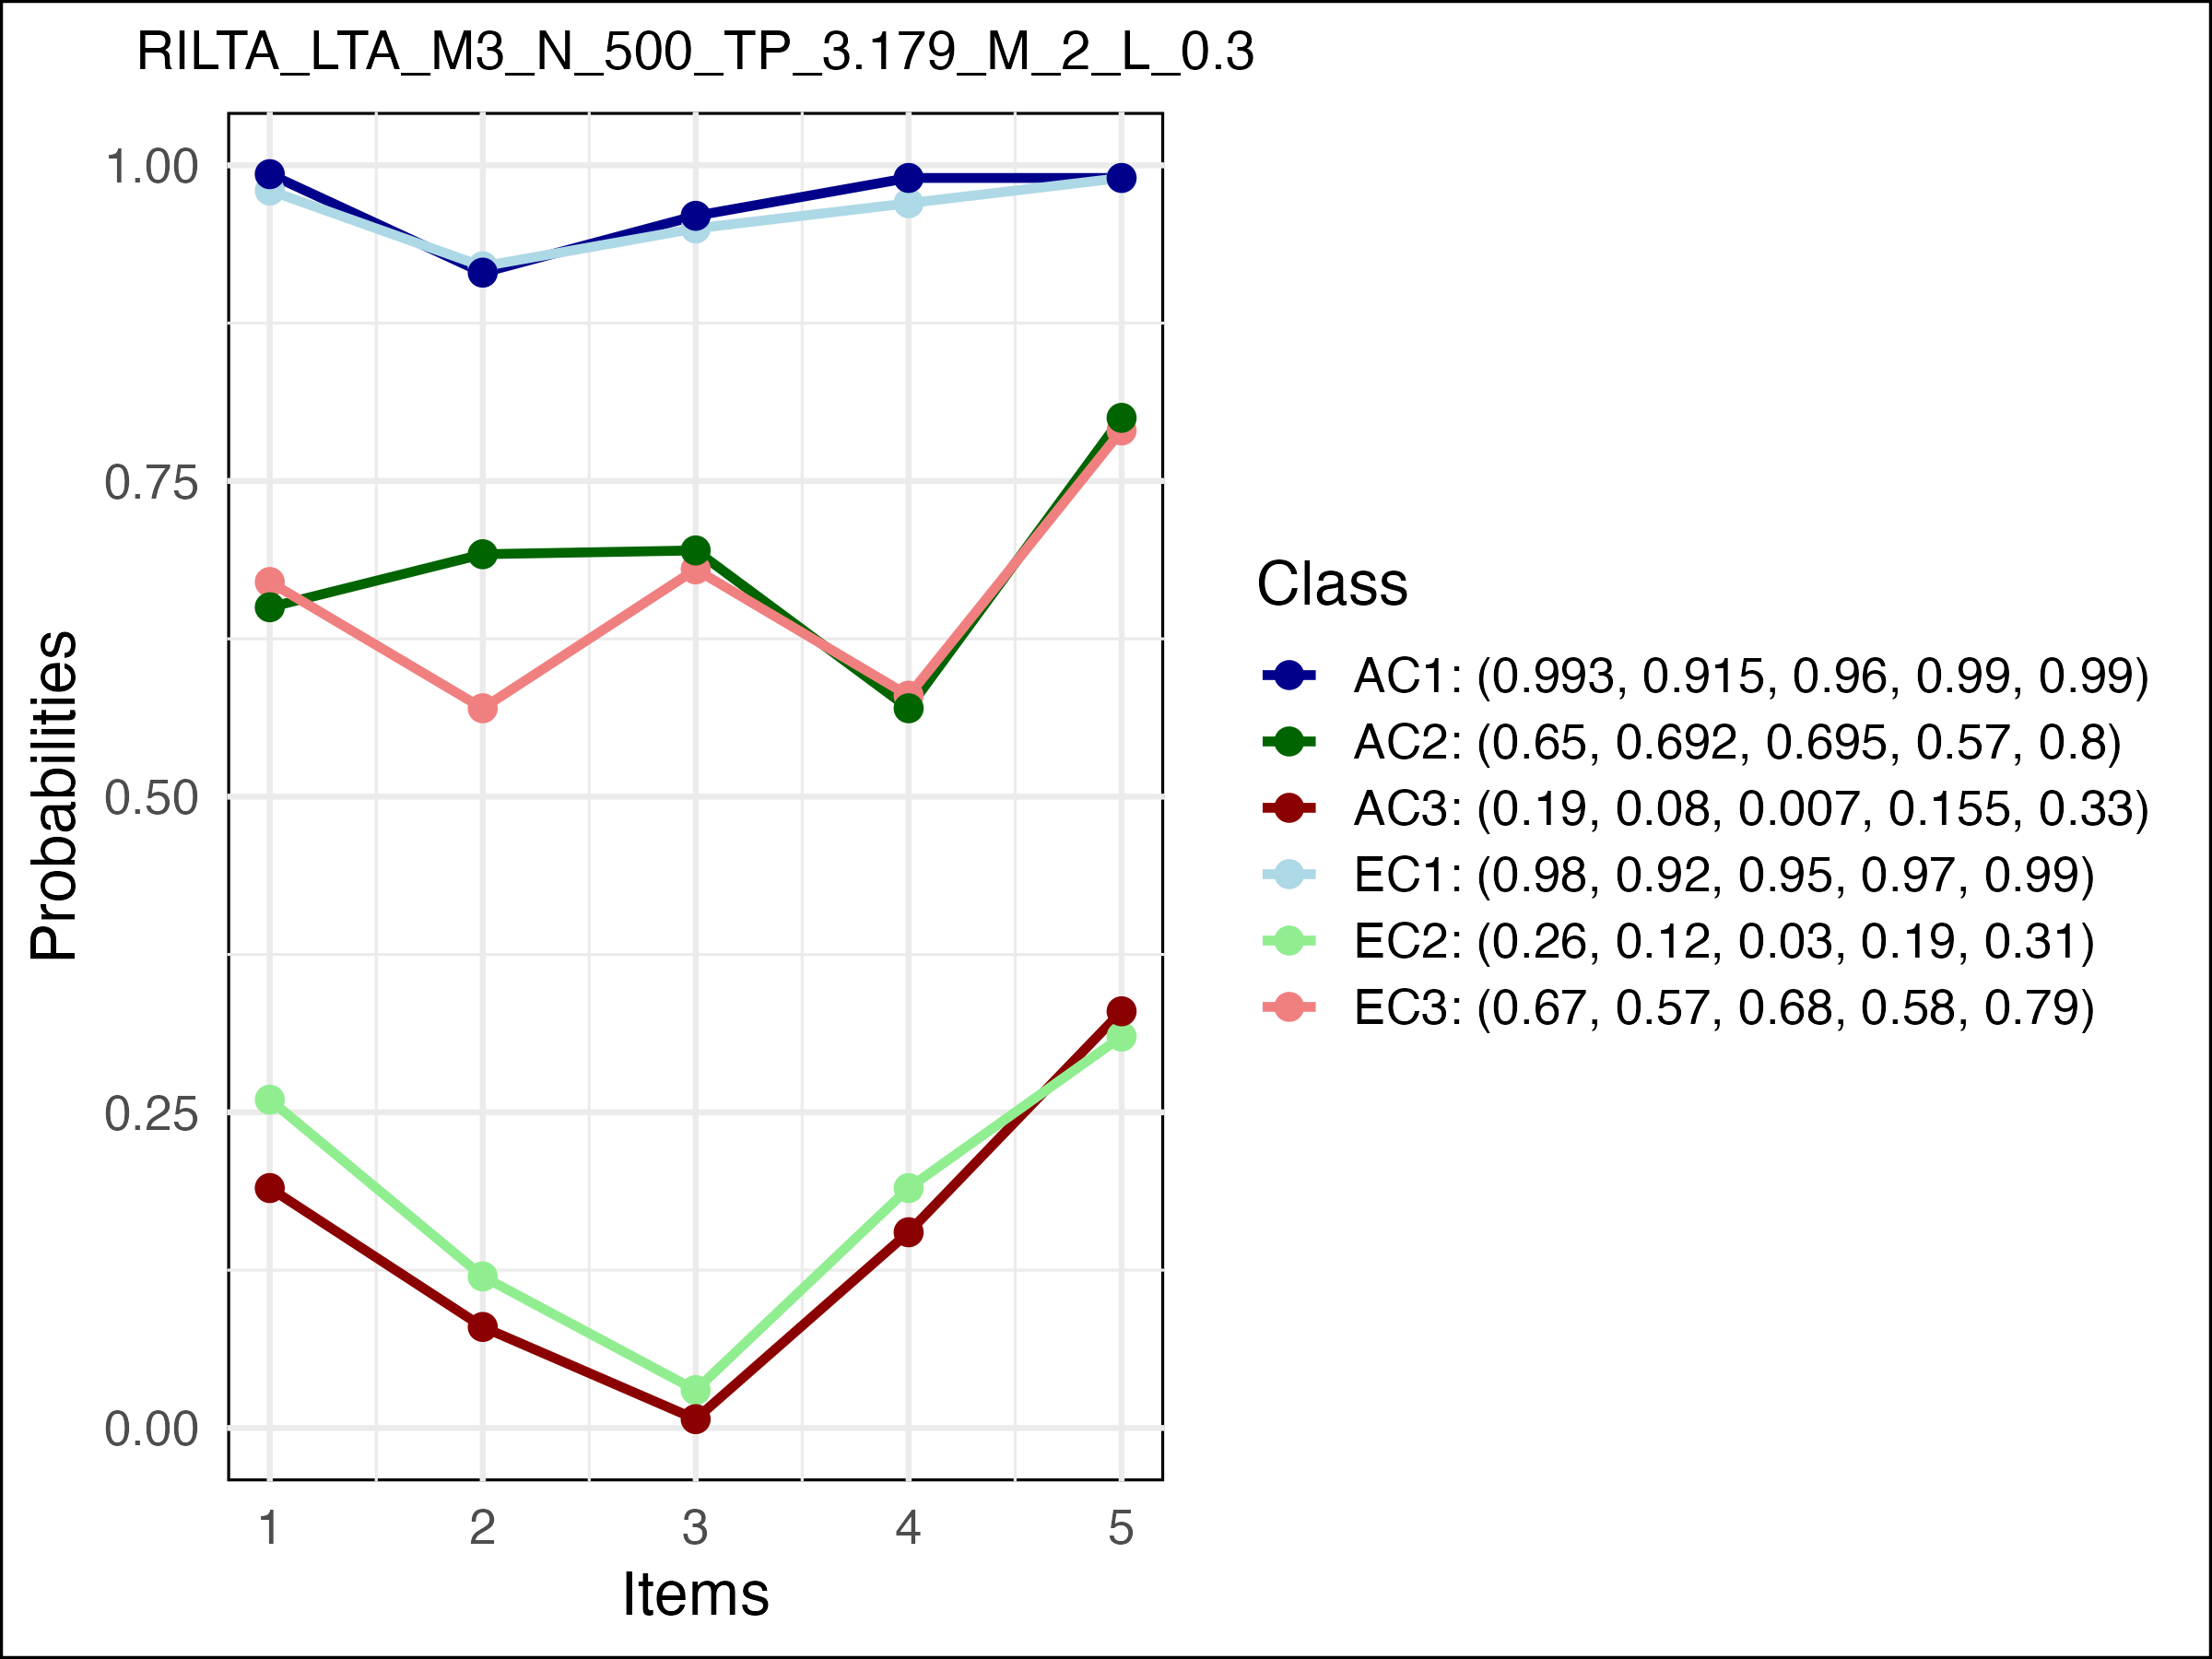 RILTA_LTA_M3_N_500_TP_3.179_M_2_L_0.3
1.00
0.75
0.50
0.25
0.00
Probabilities
1 2 3 4 5
Items
Class
AC1: (0.993, 0.915, 0.96, 0.99, 0.99)
AC2: (0.65, 0.692, 0.695, 0.57, 0.8)
AC3: (0.19, 0.08, 0.007, 0.155, 0.33)
EC1: (0.98, 0.92, 0.95, 0.97, 0.99)
EC2: (0.26, 0.12, 0.03, 0.19, 0.31)
EC3: (0.67, 0.57, 0.68, 0.58, 0.79)